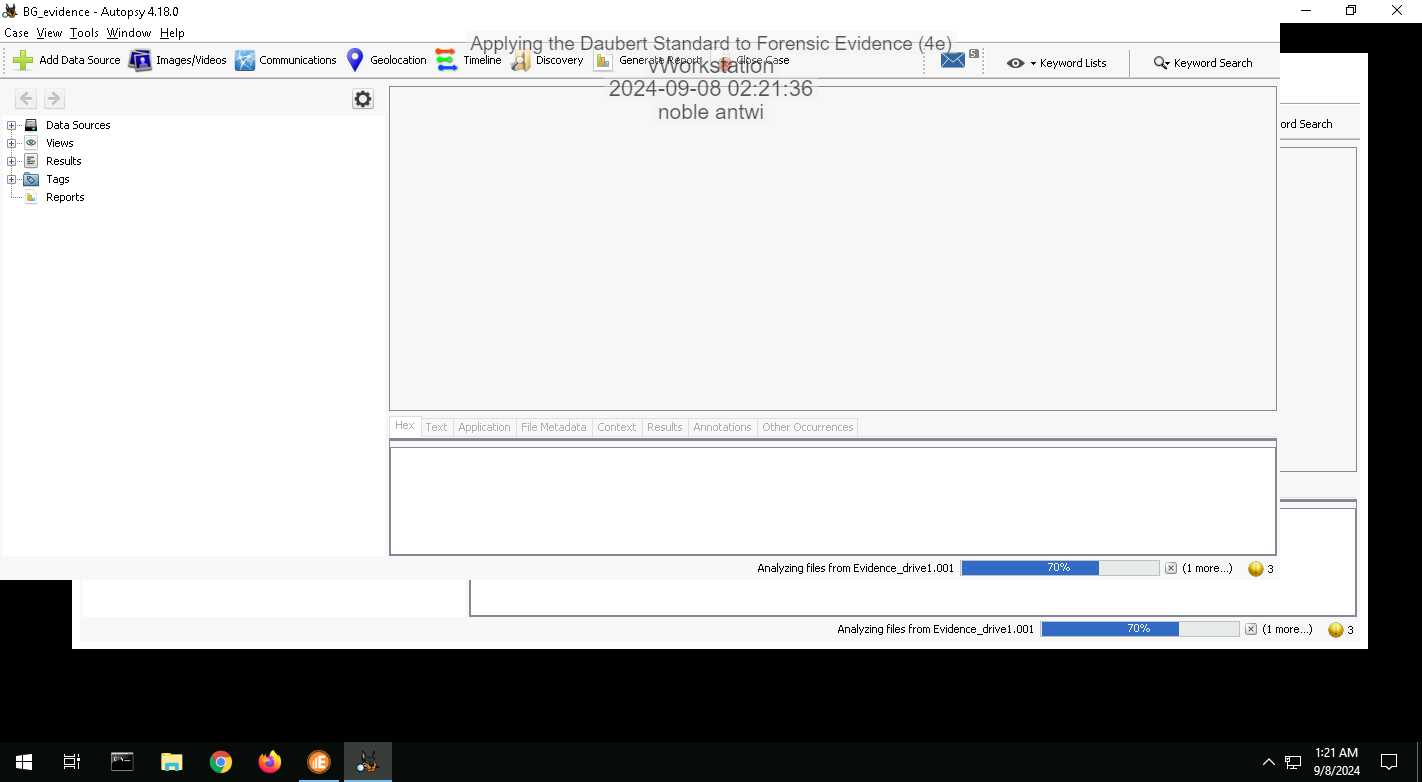 BG_evidence - Autopsy 4.18.0
Case View Tools Window Help
Applying the Daubert Standard to Forensic Evidence (4e)
vWorkstation
2024-09-08 02:21:36
noble antwi
Add Data Source Images/Videos Communications Geolocation Timeline Discovery Generate Report Close Case 5 Keyword Lists Keyword Search
ord Search
Data Sources
Views
Results
Tags
Reports
Hex Text Application File Metadata Context Results Annotations Other Occurrences
Analyzing files from Evidence_drive1.001 70% (1 more...) 3
Analyzing files from Evidence_drive1.001 70% (1 more...) 3
1:21 AM
9/8/2024